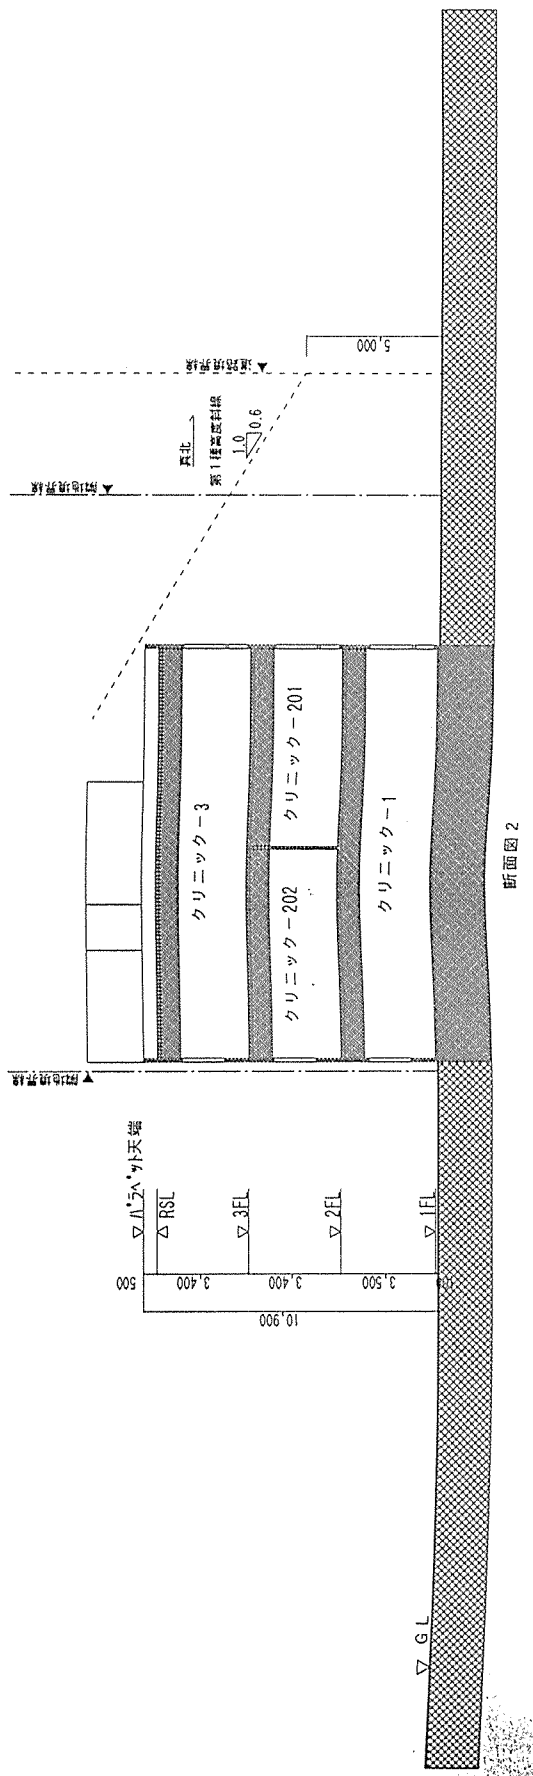 道路境界線
5,000
真北
第1種高度斜線
1.0
0.6
隣地境界線
クリニック-3
クリニック-201
クリニック-202
クリニック-1
断面図 2
隣地境界線
パラペット天端
RSL
3FL
2FL
1FL
500
3,400
3,400
3,500
10,900
GL